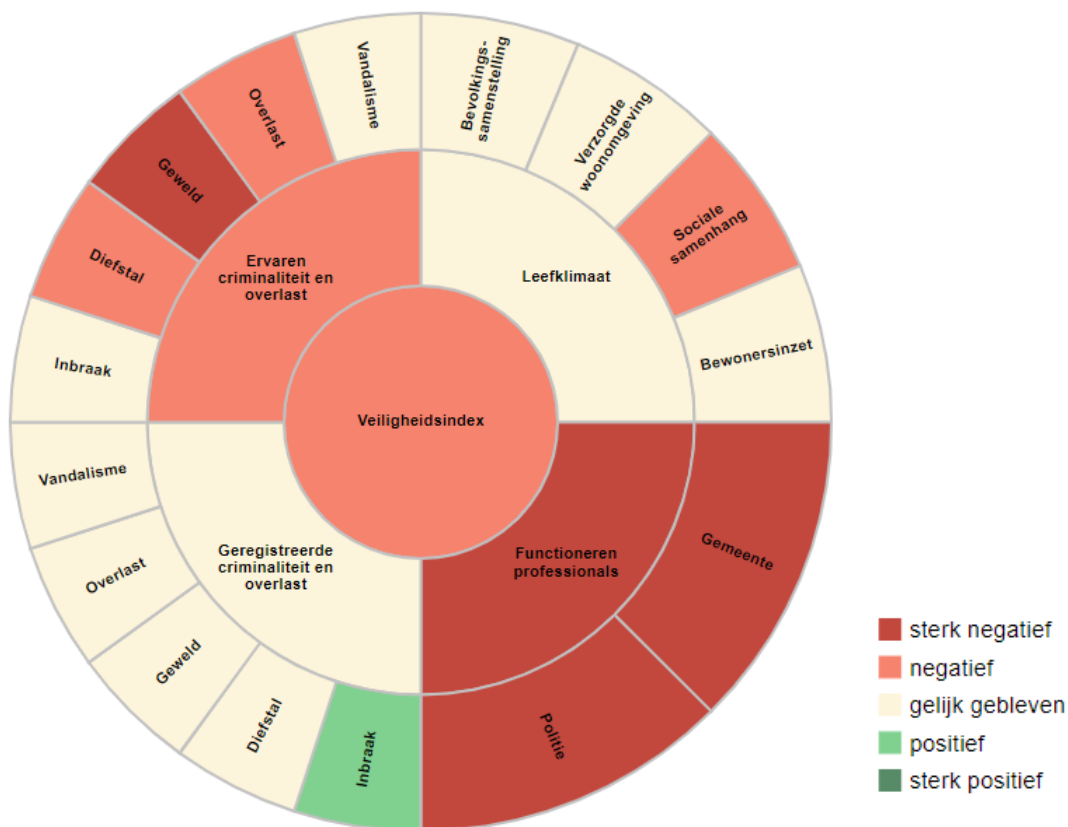 Vandalisme
Bevolkings-
samenstelling
Verzorgde
woonomgeving
Sociale
samenhang
Bewonersinzet
Overlast
Geweld
Diefstal
Inbraak
Ervaren
criminaliteit en
overlast
Leefklimaat
Veiligheidsindex
Vandalisme
Overlast
Geweld
Diefstal
Inbraak
Geregistreerde
criminaliteit en
overlast
Functioneren
professionals
Gemeente
Politie
sterk negatief
negatief
gelijk gebleven
positief
sterk positief